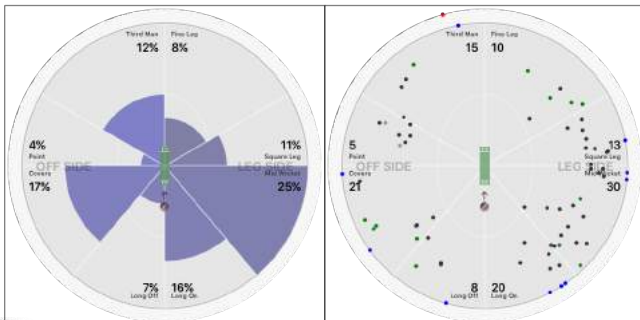 Third Man Fine Leg
12% 8%
4%
Point
OFF SIDE
Covers
17%
11%
Square Leg
LEG SIDE
Mid Wicket
25%
7% 16%
Long Off Long On
Third Man Fine Leg
15 10
5
Point
OFF SIDE
Covers
21
13
Square Leg
LEG SIDE
Mid Wicket
30
8 20
Long Off Long On